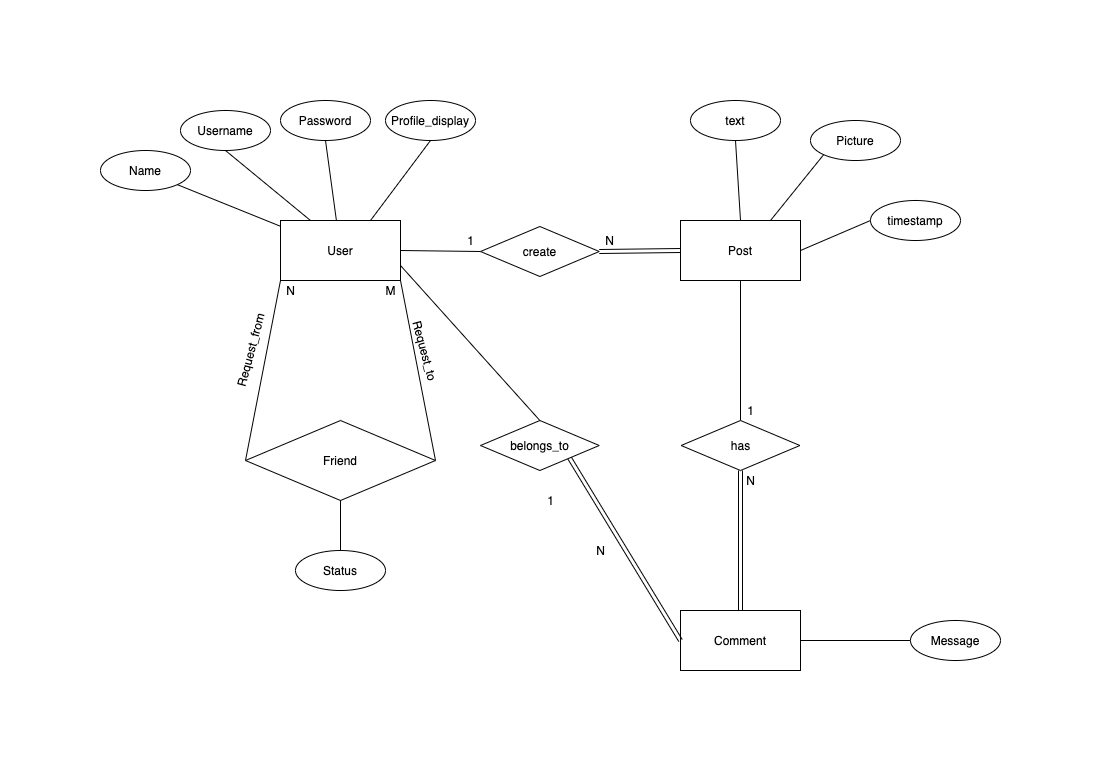 Username
Password
Profile_display
text
Picture
Name
timestamp
User
1
create
N
Post
N
M
Request_from
Request_to
1
belongs_to
has
Friend
N
1
N
Status
Comment
Message